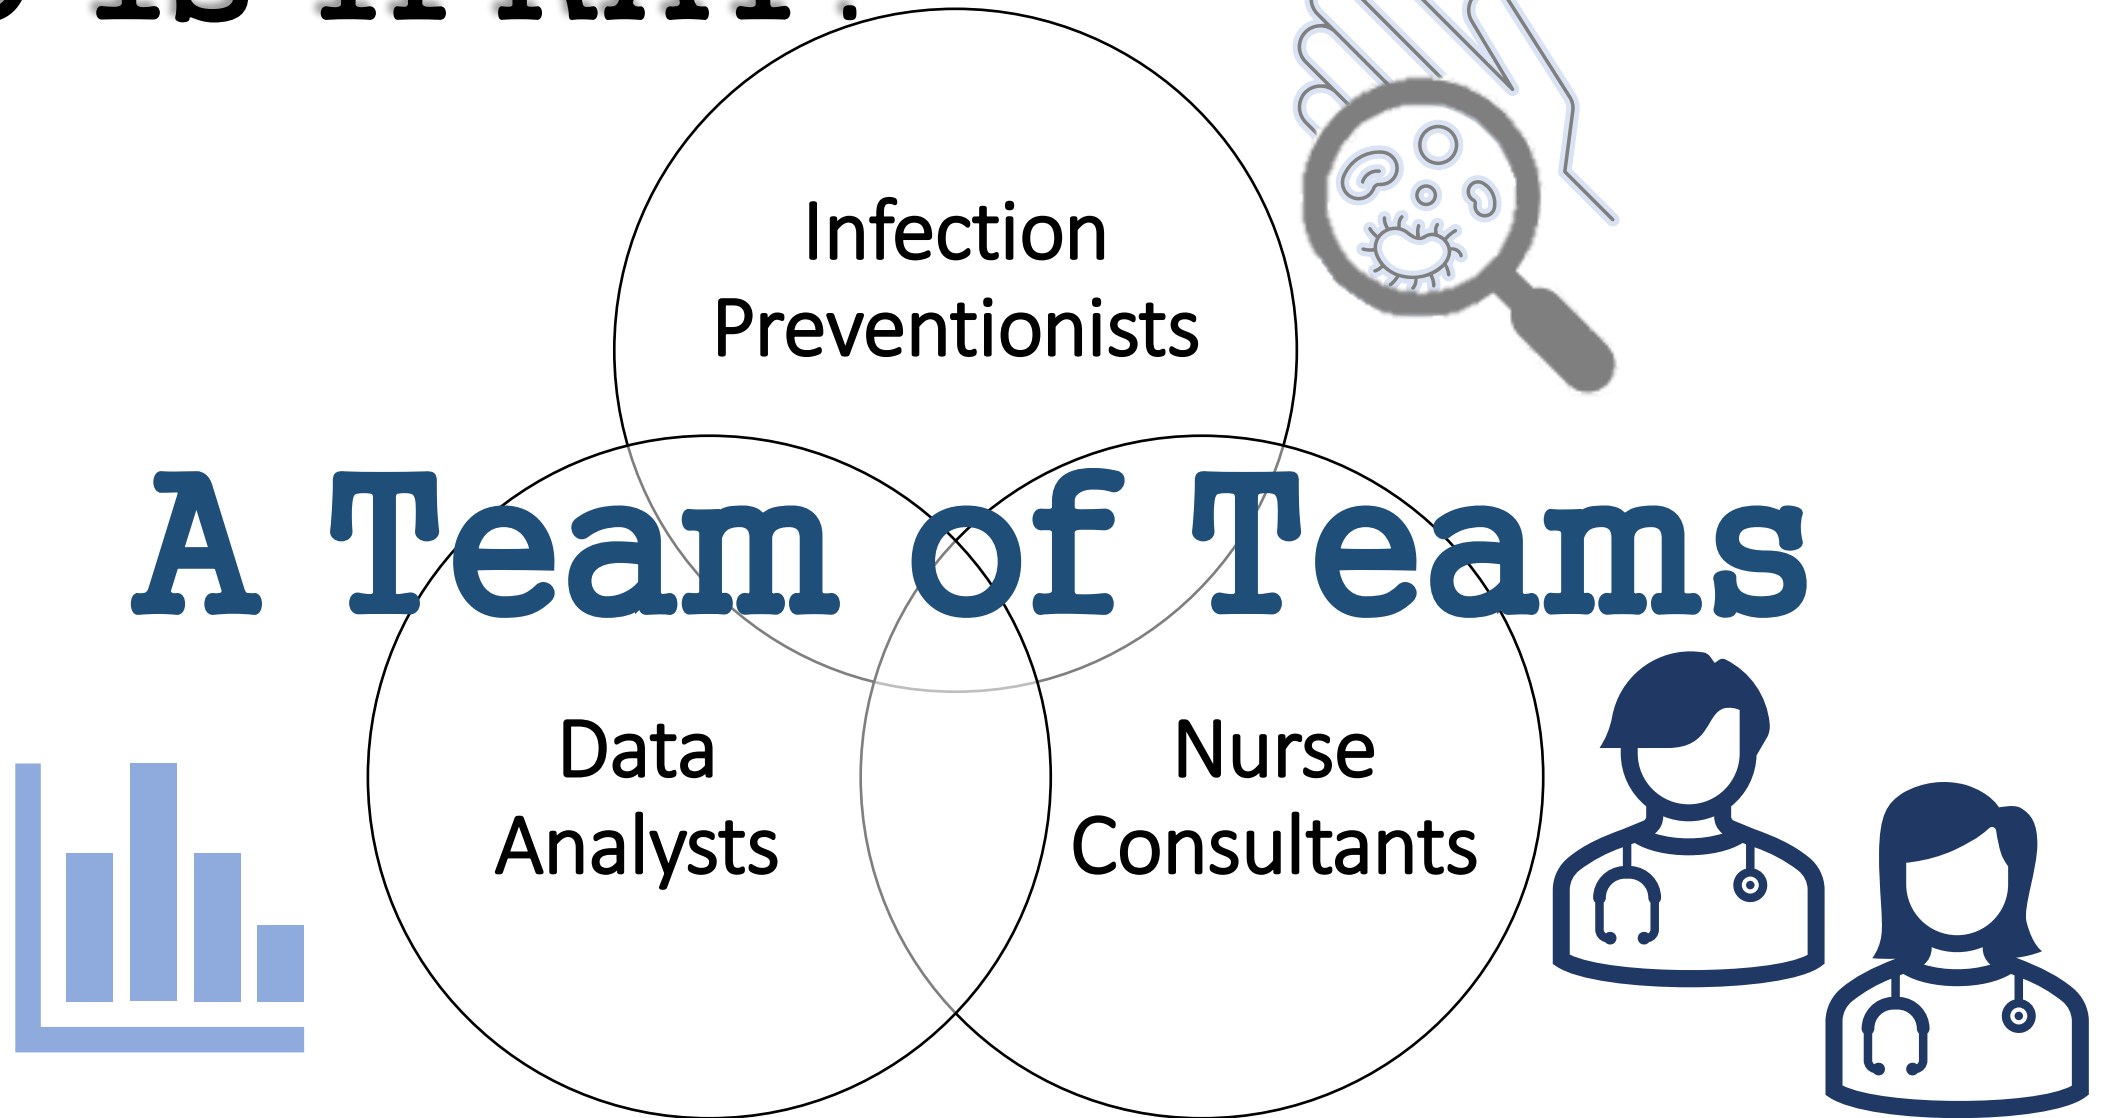 Infection
Preventionists
A Team of Teams
Data
Analysts
Nurse
Consultants